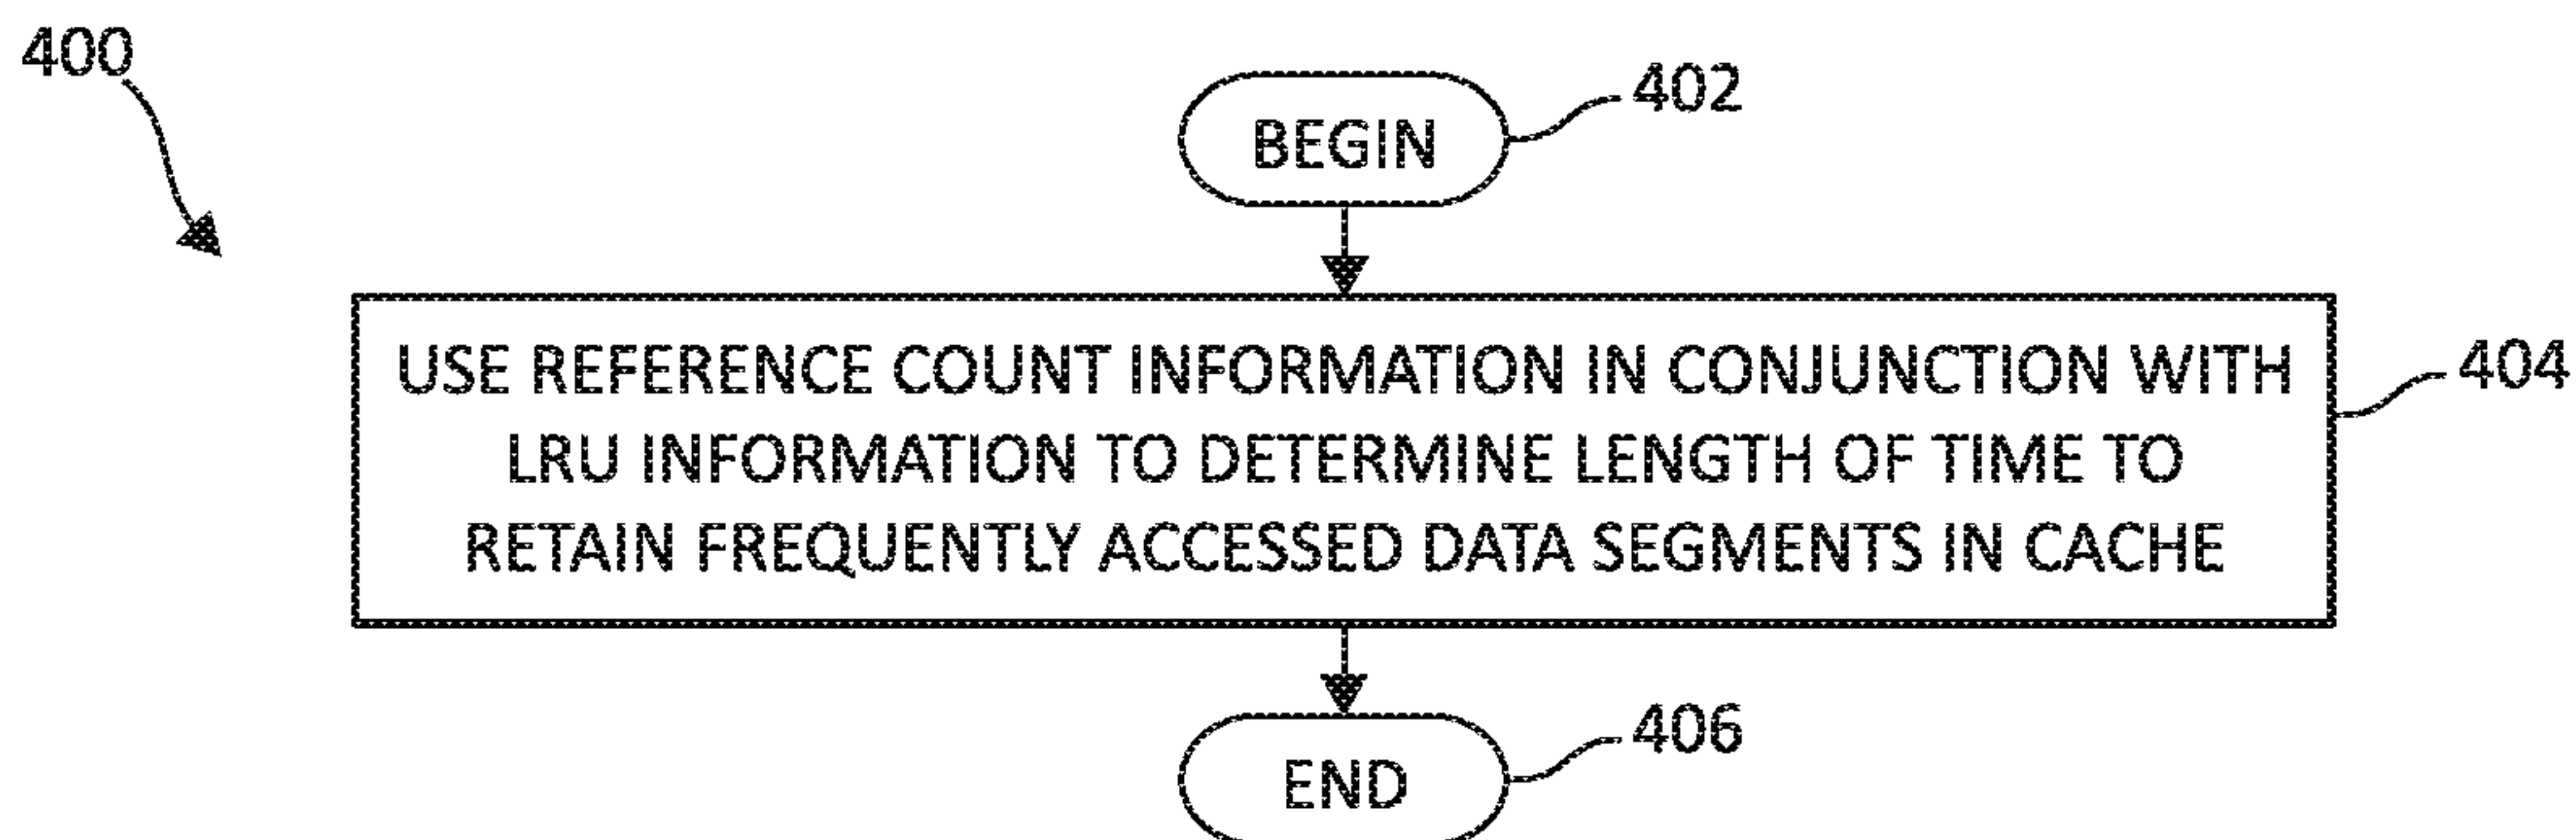 400
402
BEGIN
USE REFERENCE COUNT INFORMATION IN CONJUNCTION WITH
404
LRU INFORMATION TO DETERMINE LENGTH OF TIME TO
RETAIN FREQUENTLY ACCESSED DATA SEGMENTS IN CACHE
406
END